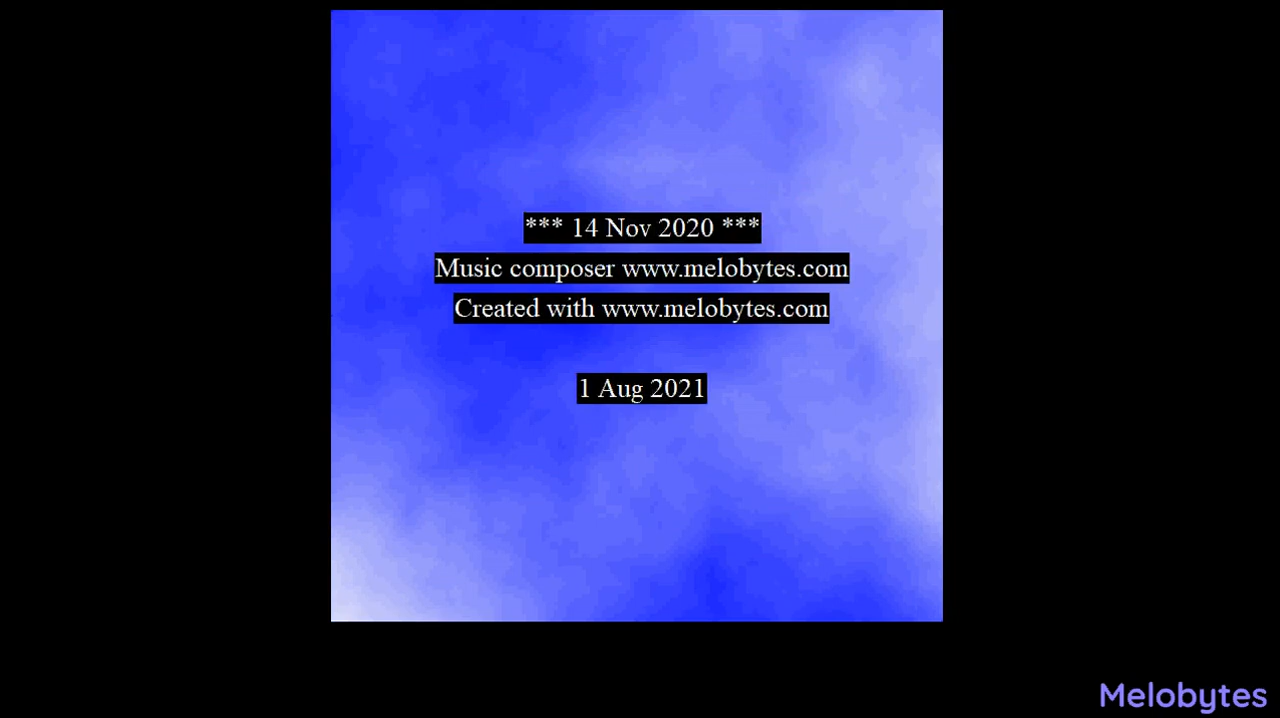 *** 14 Nov 2020 ***
Music composer www.melobytes.com
Created with www.melobytes.com
1 Aug 2021
Melobytes